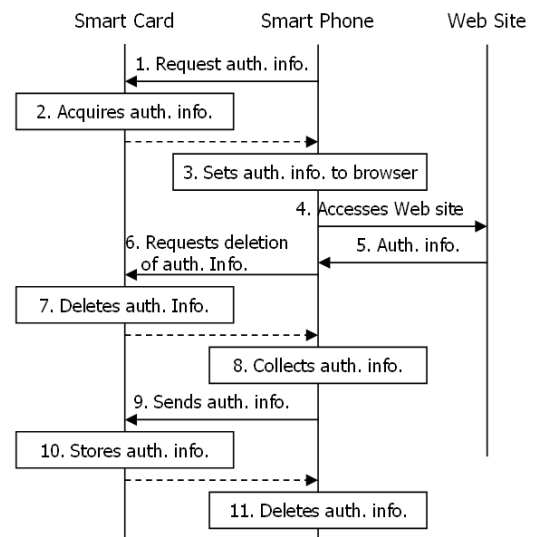 Smart Card
Smart Phone
Web Site
1. Request auth. info.
2. Acquires auth. info.
3. Sets auth. info. to browser
4. Accesses Web site
5. Auth. info.
6. Requests deletion
of auth. Info.
7. Deletes auth. Info.
8. Collects auth. info.
9. Sends auth. info.
10. Stores auth. info.
11. Deletes auth. info.